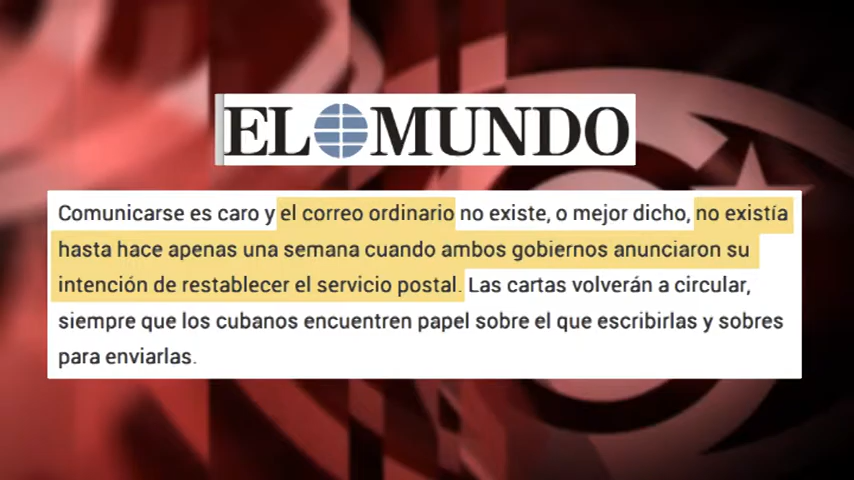 EL MUNDO
Comunicarse es caro y el correo ordinario no existe, o mejor dicho, no existía
hasta hace apenas una semana cuando ambos gobiernos anunciaron su
intención de restablecer el servicio postal. Las cartas volverán a circular,
siempre que los cubanos encuentren papel sobre el que escribirlas y sobres
para enviarlas.